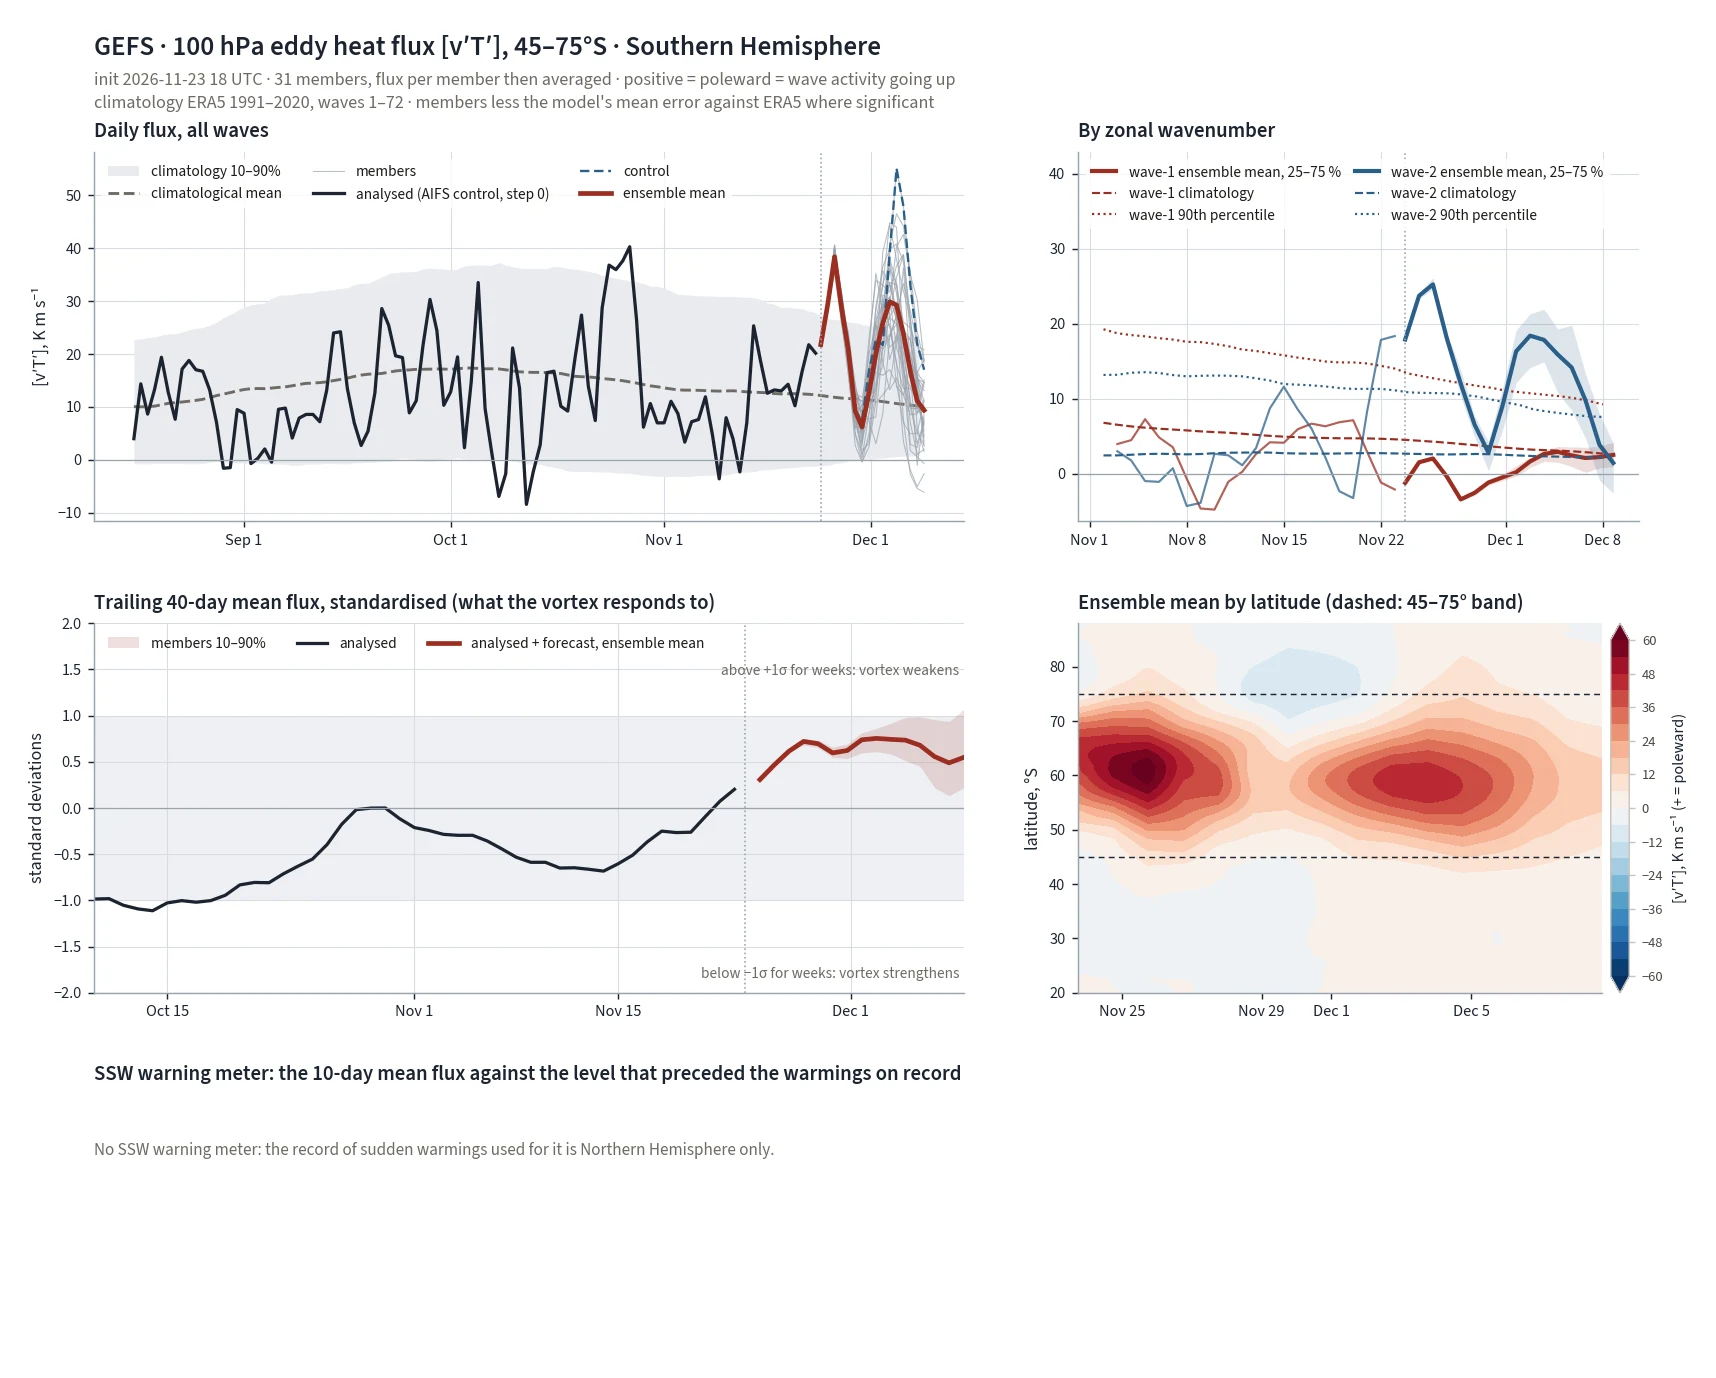 GEFS · 100 hPa eddy heat flux [v′T′], 45–75°S · Southern Hemisphere
init 2026-11-23 18 UTC · 31 members, flux per member then averaged · positive = poleward = wave activity going up
climatology ERA5 1991–2020, waves 1–72 · members less the model's mean error against ERA5 where significant
Daily flux, all waves
climatology 10–90%
members
control
climatological mean
analysed (AIFS control, step 0)
ensemble mean
[v′T′], K m s⁻¹
50
40
30
20
10
0
−10
Sep 1
Oct 1
Nov 1
Dec 1
By zonal wavenumber
wave-1 ensemble mean, 25–75 %
wave-2 ensemble mean, 25–75 %
wave-1 climatology
wave-2 climatology
wave-1 90th percentile
wave-2 90th percentile
40
30
20
10
0
Nov 1
Nov 8
Nov 15
Nov 22
Dec 1
Dec 8
Trailing 40-day mean flux, standardised (what the vortex responds to)
members 10–90%
analysed
analysed + forecast, ensemble mean
above +1σ for weeks: vortex weakens
below −1σ for weeks: vortex strengthens
standard deviations
2.0
1.5
1.0
0.5
0.0
−0.5
−1.0
−1.5
−2.0
Oct 15
Nov 1
Nov 15
Dec 1
Ensemble mean by latitude (dashed: 45–75° band)
latitude, °S
80
70
60
50
40
30
20
Nov 25
Nov 29
Dec 1
Dec 5
60
48
36
24
12
0
−12
−24
−36
−48
−60
[v′T′], K m s⁻¹ (+ = poleward)
SSW warning meter: the 10-day mean flux against the level that preceded the warmings on record
No SSW warning meter: the record of sudden warmings used for it is Northern Hemisphere only.